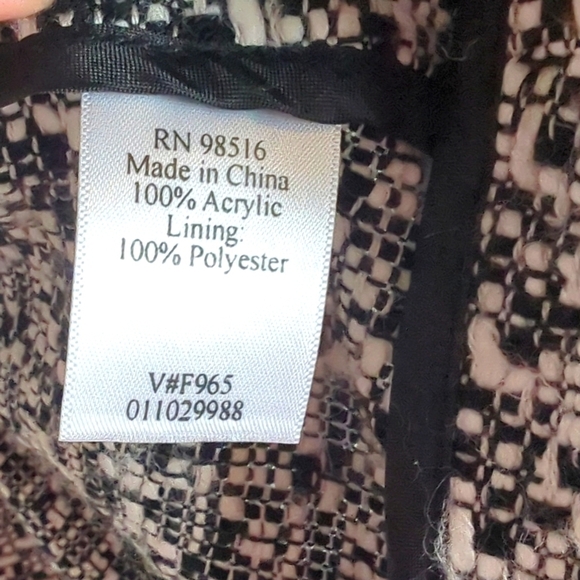 RN 98516
Made in China
100% Acrylic
Lining:
100% Polyester
V#F965
011029988